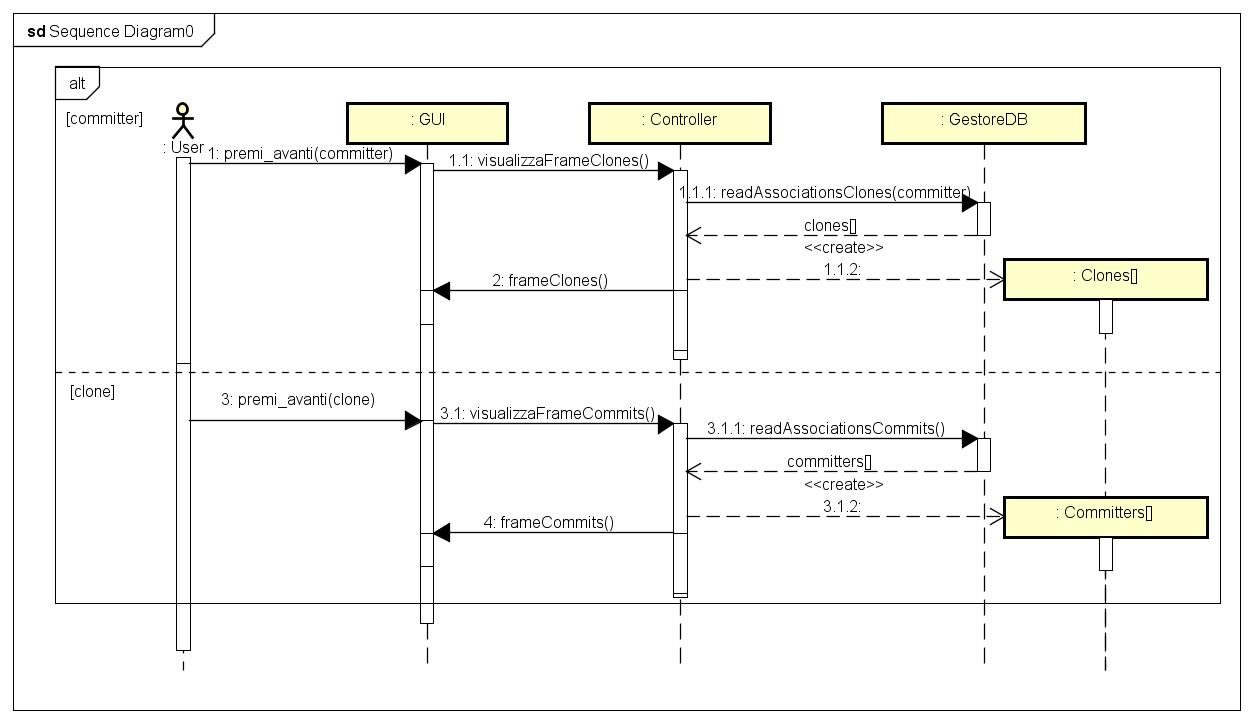 sd Sequence Diagram0
alt
[committer]
: User
: GUI
: Controller
: GestoreDB
1: premi_avanti(committer)
1.1: visualizzaFrameClones()
1.1.1: readAssociationsClones(committer)
clones[]
<<create>>
1.1.2:
: Clones[]
2: frameClones()
[clone]
3: premi_avanti(clone)
3.1: visualizzaFrameCommits()
3.1.1: readAssociationsCommits()
committers[]
<<create>>
3.1.2:
: Committers[]
4: frameCommits()